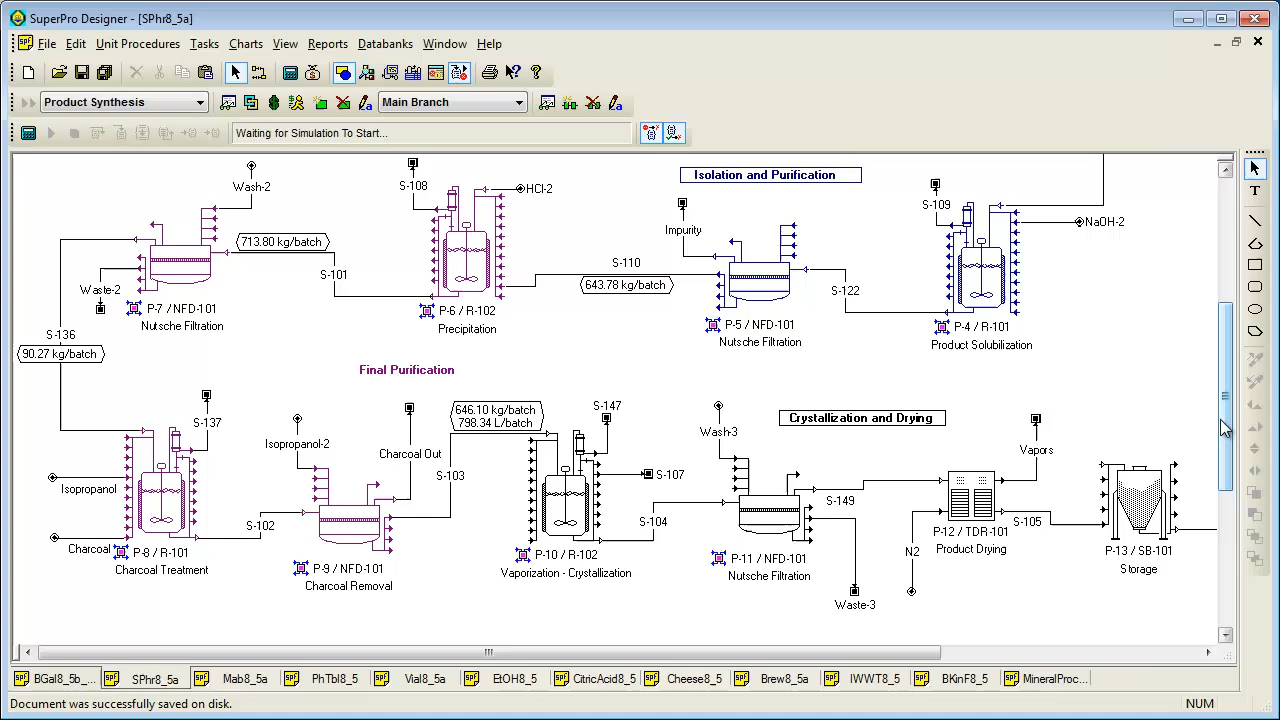 SuperPro Designer - [SPhr8_5a]
File Edit Unit Procedures Tasks Charts View Reports Databanks Window Help
Product Synthesis
Main Branch
Waiting for Simulation To Start...
Wash-2
S-108
HCl-2
Isolation and Purification
S-109
NaOH-2
Impurity
713.80 kg/batch
S-101
S-110
643.78 kg/batch
S-122
Waste-2
P-7 / NFD-101
Nutsche Filtration
P-6 / R-102
Precipitation
P-5 / NFD-101
Nutsche Filtration
P-4 / R-101
Product Solubilization
S-136
90.27 kg/batch
Final Purification
S-137
Isopropanol-2
Charcoal Out
646.10 kg/batch
798.34 L/batch
S-147
Wash-3
Crystallization and Drying
Vapors
Isopropanol
S-103
S-107
S-149
S-102
S-104
S-105
Charcoal
P-8 / R-101
Charcoal Treatment
P-9 / NFD-101
Charcoal Removal
P-10 / R-102
Vaporization - Crystallization
P-11 / NFD-101
Nutsche Filtration
Waste-3
N2
P-12 / TDR-101
Product Drying
P-13 / SB-101
Storage
BGal8_5b_... SPhr8_5a Mab8_5a PhTbl8_5 Vial8_5a EtOH8_5 CitricAcid8_5 Cheese8_5 Brew8_5a IWWT8_5 BKinF8_5 MineralProc...
Document was successfully saved on disk.
NUM